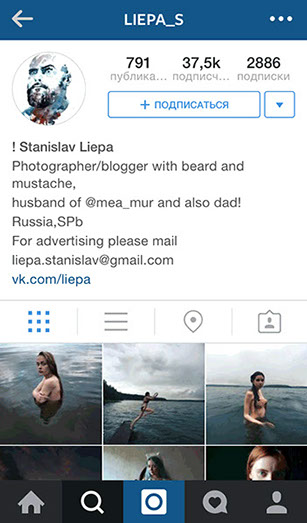 LIEPA_S
791 37,5k 2886
публика... подписч... подписки
+ ПОДПИСАТЬСЯ
! Stanislav Liepa
Photographer/blogger with beard and
mustache,
husband of @mea_mur and also dad!
Russia,SPb
For advertising please mail
liepa.stanislav@gmail.com
vk.com/liepa